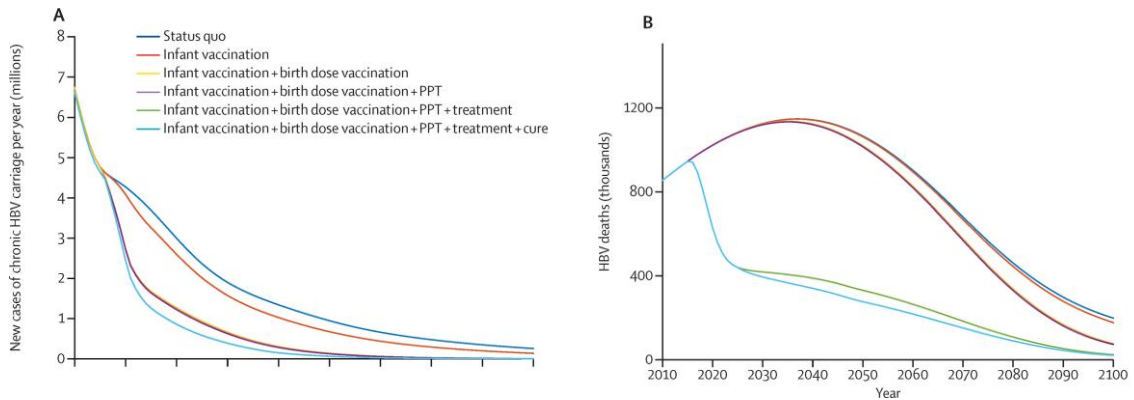 A
New cases of chronic HBV carriage per year (millions)
8
7
6
5
4
3
2
1
0
Status quo
Infant vaccination
Infant vaccination + birth dose vaccination
Infant vaccination + birth dose vaccination + PPT
Infant vaccination + birth dose vaccination + PPT + treatment
Infant vaccination + birth dose vaccination + PPT + treatment + cure
B
HBV deaths (thousands)
1200
800
400
0
2010 2020 2030 2040 2050 2060 2070 2080 2090 2100
Year